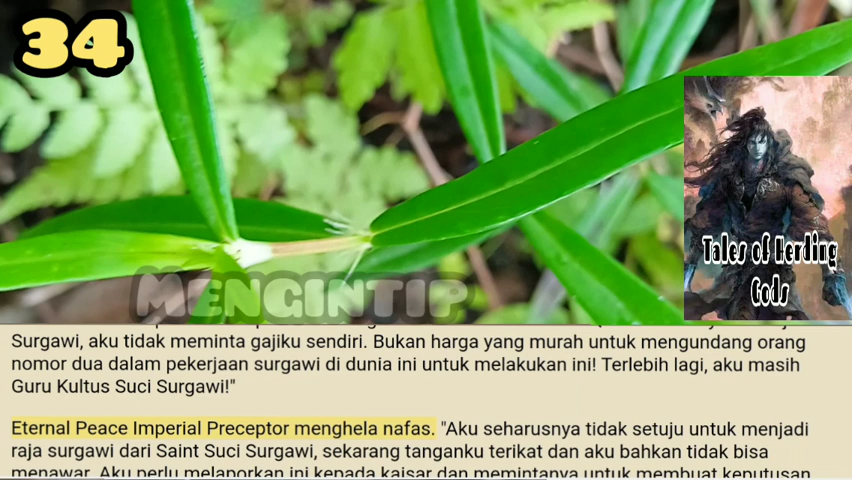 34
Tales of Herding
Gods
MENGINTIP
Surgawi, aku tidak meminta gajiku sendiri. Bukan harga yang murah untuk mengundang orang
nomor dua dalam pekerjaan surgawi di dunia ini untuk melakukan ini! Terlebih lagi, aku masih
Guru Kultus Suci Surgawi!"
Eternal Peace Imperial Preceptor menghela nafas. "Aku seharusnya tidak setuju untuk menjadi
raja surgawi dari Saint Suci Surgawi, sekarang tanganku terikat dan aku bahkan tidak bisa
menawar. Aku perlu melaporkan ini kepada kaisar dan memintanya untuk membuat keputusan